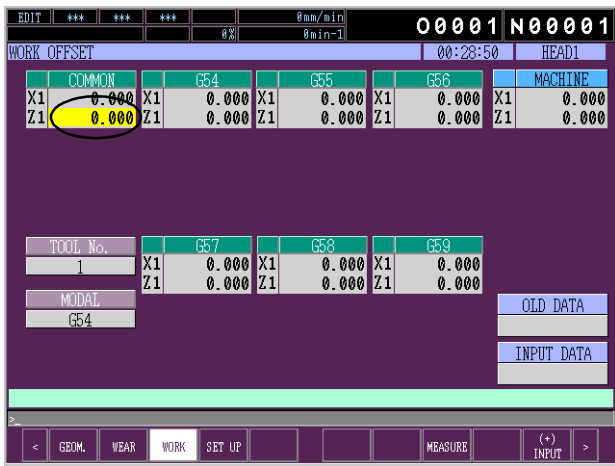 EDIT *** *** *** 0mm/min O0001 N00001
0% 0min-1
WORK OFFSET 00:28:50 HEAD1
COMMON G54 G55 G56 MACHINE
X1 0.000 X1 0.000 X1 0.000 X1 0.000 X1 0.000
Z1 0.000 Z1 0.000 Z1 0.000 Z1 0.000 Z1 0.000
TOOL No. G57 G58 G59
1 X1 0.000 X1 0.000 X1 0.000
Z1 0.000 Z1 0.000 Z1 0.000
MODAL
G54
OLD DATA
INPUT DATA
>_
< GEOM. WEAR WORK SET UP MEASURE (+) INPUT >